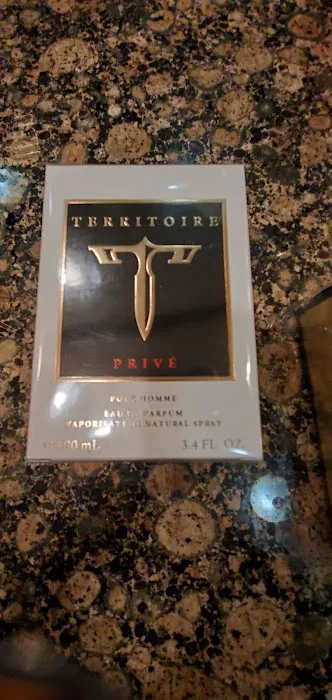 TERRITOIRE
PRIVÉ
POUR HOMME
EAU DE PARFUM
VAPORISATEUR NATURAL SPRAY
100 mL 3.4 FL. OZ.